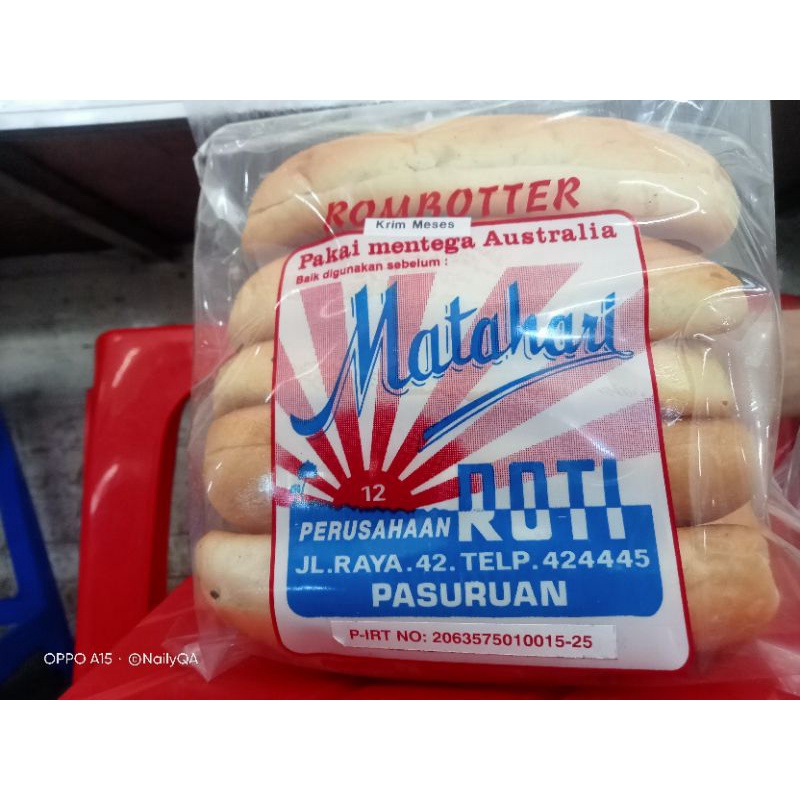 ROMBOTTER
Krim Meses
Pakai mentega Australia
Baik digunakan sebelum :
Matahari
12
PERUSAHAAN ROTI
JL.RAYA.42.TELP.424445
PASURUAN
P-IRT NO: 2063575010015-25
OPPO A15 · ©NailyQA